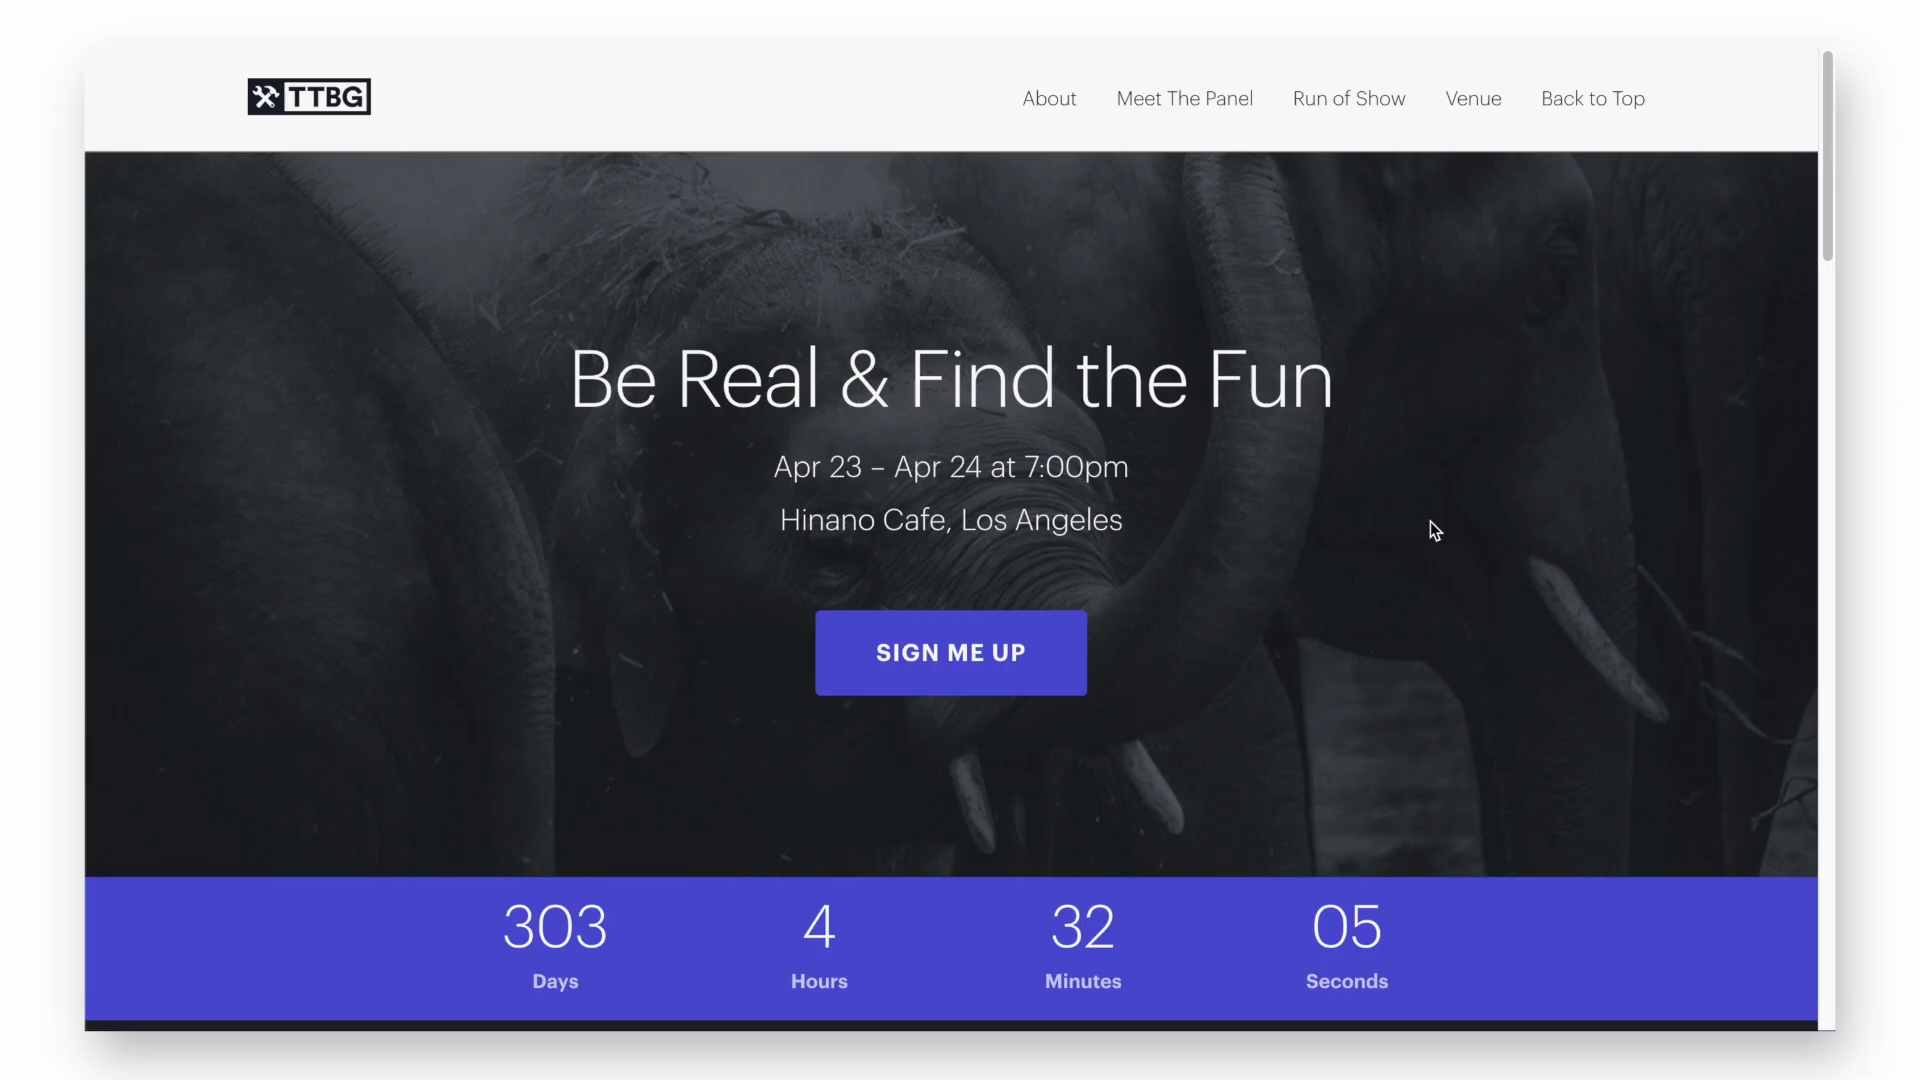 TTBG
About Meet The Panel Run of Show Venue Back to Top
Be Real & Find the Fun
Apr 23 – Apr 24 at 7:00pm
Hinano Cafe, Los Angeles
SIGN ME UP
303 4 32 05
Days Hours Minutes Seconds